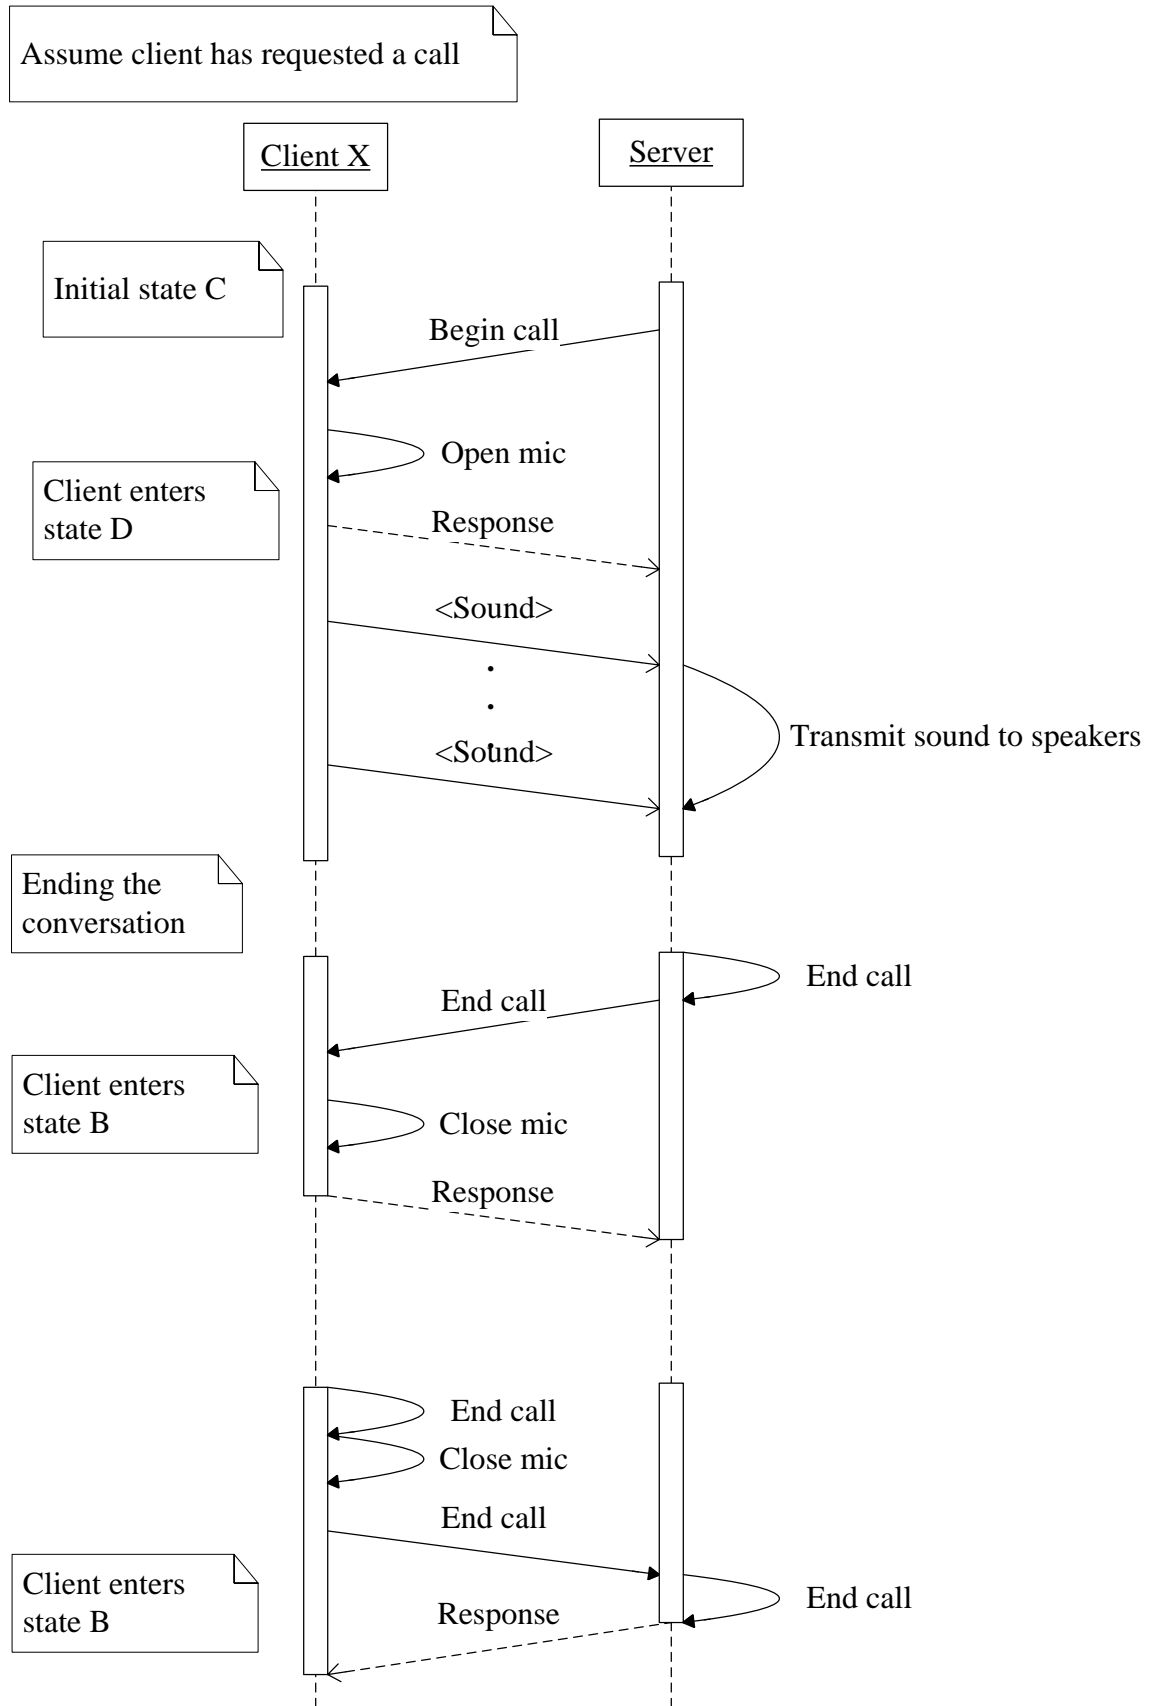 Assume client has requested a call
Client X
Server
Initial state C
Begin call
Open mic
Client enters
state D
Response
<Sound>
Transmit sound to speakers
<Sound>
Ending the
conversation
End call
End call
Client enters
state B
Close mic
Response
End call
Close mic
End call
Client enters
state B
End call
Response